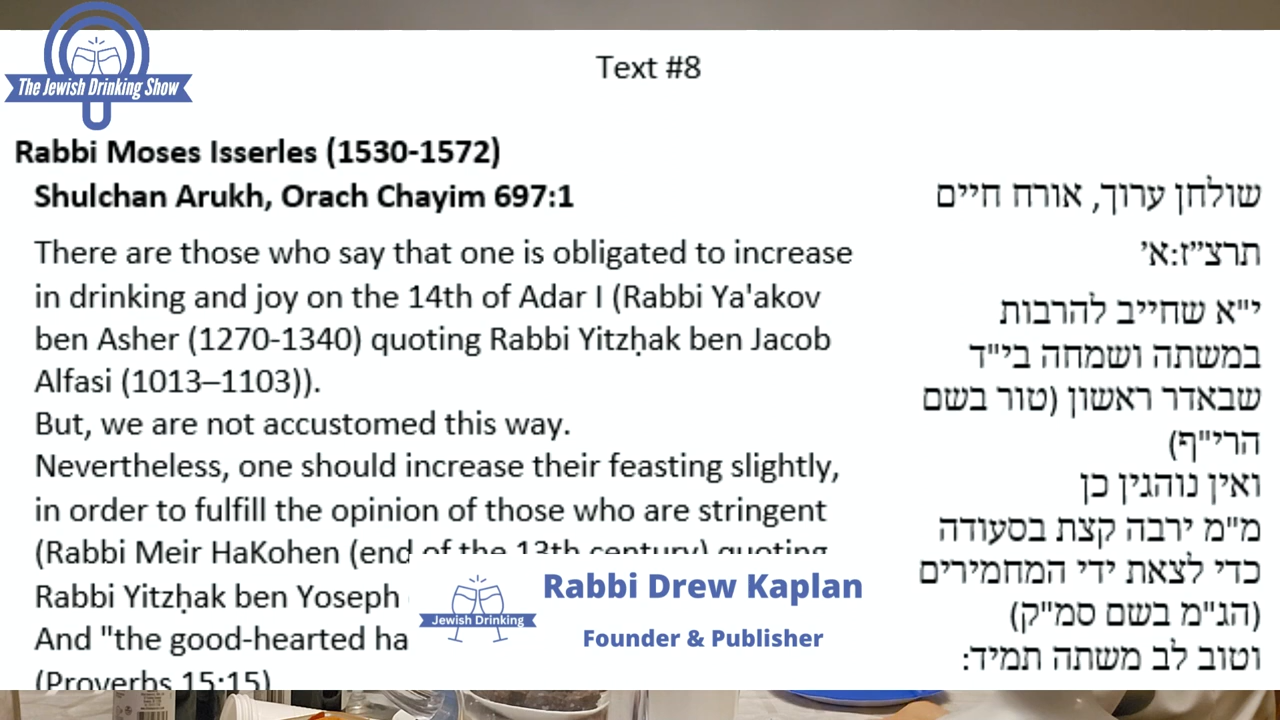 The Jewish Drinking Show
Text #8
Rabbi Moses Isserles (1530-1572)
Shulchan Arukh, Orach Chayim 697:1
There are those who say that one is obligated to increase
in drinking and joy on the 14th of Adar I (Rabbi Ya'akov
ben Asher (1270-1340) quoting Rabbi Yitzḥak ben Jacob
Alfasi (1013–1103)).
But, we are not accustomed this way.
Nevertheless, one should increase their feasting slightly,
in order to fulfill the opinion of those who are stringent
(Rabbi Meir HaKohen (end of the 13th century) quoting
Rabbi Yitzḥak ben Yoseph
And "the good-hearted ha
(Proverbs 15:15)
שולחן ערוך, אורח חיים
תרצ״ז:א׳
י"א שחייב להרבות
במשתה ושמחה בי"ד
שבאדר ראשון (טור בשם
הרי"ף)
ואין נוהגין כן
מ"מ ירבה קצת בסעודה
כדי לצאת ידי המחמירים
(הג"מ בשם סמ"ק)
וטוב לב משתה תמיד:
Jewish Drinking
Rabbi Drew Kaplan
Founder & Publisher